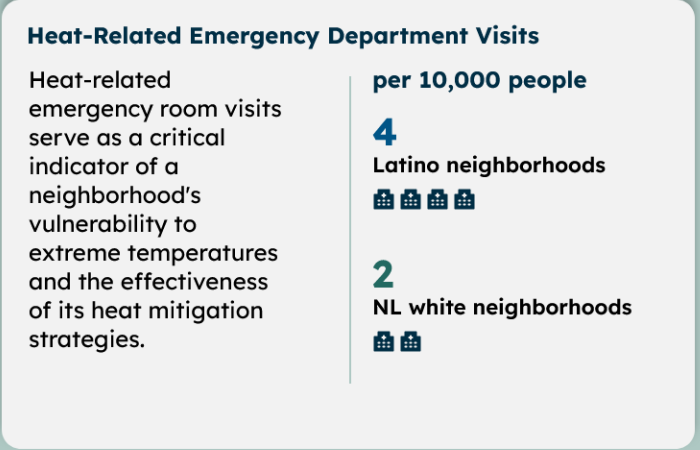 Heat-Related Emergency Department Visits
Heat-related
emergency room visits
serve as a critical
indicator of a
neighborhood's
vulnerability to
extreme temperatures
and the effectiveness
of its heat mitigation
strategies.
per 10,000 people
4
Latino neighborhoods
2
NL white neighborhoods